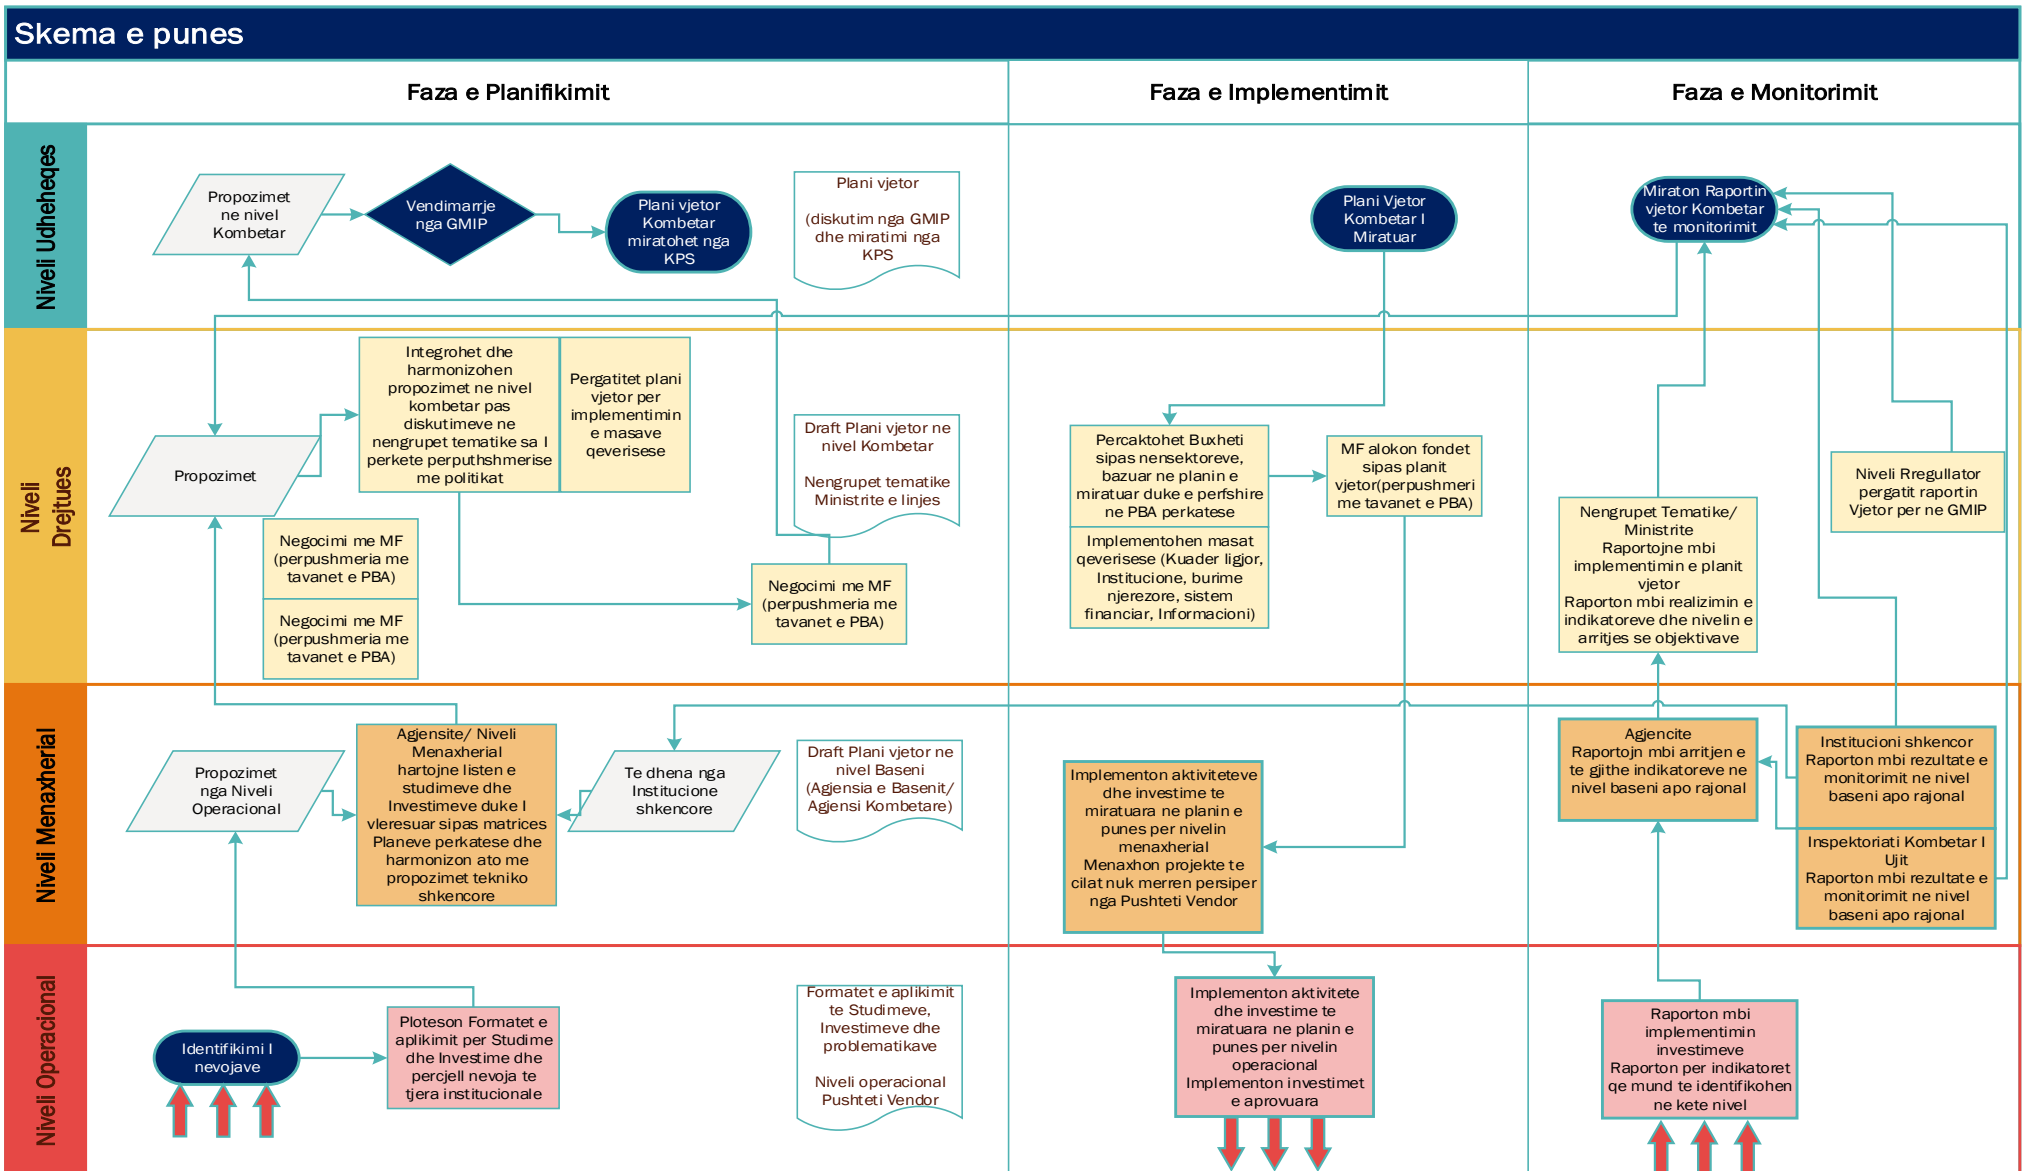 Skema e punes
Faza e Planifikimit
Faza e Implementimit
Faza e Monitorimit
Niveli Udheheqes
Propozimet
ne nivel
Kombetar
Vendimarrje
nga GMIP
Plani vjetor
Kombetar
miratohet nga
KPS
Plani vjetor
(diskutim nga GMIP
dhe miratimi nga
KPS
Plani Vjetor
Kombetar I
Miratuar
Miraton Raportin
vjetor Kombetar
te monitorimit
Niveli
Drejtues
Propozimet
Integrohet dhe
harmonizohen
propozimet ne nivel
kombetar pas
diskutimeve ne
nengrupet tematike sa I
perkete perputhshmerise
me politikat
Pergatitet plani
vjetor per
implementimin
e masave
qeverisese
Negocimi me MF
(perpushmeria me
tavanet e PBA)
Negocimi me MF
(perpushmeria me
tavanet e PBA)
Draft Plani vjetor ne
nivel Kombetar
Nengrupet tematike
Ministrite e linjes
Negocimi me MF
(perpushmeria me
tavanet e PBA)
Percaktohet Buxheti
sipas nensektoreve,
bazuar ne planin e
miratuar duke e perfshire
ne PBA perkatese
Implementohen masat
qeverisese (Kuader ligjor,
Institucione, burime
njerezore, sistem
financiar, Informacioni)
MF alokon fondet
sipas planit
vjetor(perpushmeri
me tavanet e PBA)
Nengrupet Tematike/
Ministrite
Raportojne mbi
implementimin e planit
vjetor
Raporton mbi realizimin e
indikatoreve dhe nivelin e
arritjes se objektivave
Niveli Rregullator
pergatit raportin
Vjetor per ne GMIP
Niveli Menaxherial
Propozimet
nga Niveli
Operacional
Agjensite/ Niveli
Menaxherial
hartojne listen e
studimeve dhe
Investimeve duke I
vleresuar sipas matrices
Planeve perkatese dhe
harmonizon ato me
propozimet tekniko
shkencore
Te dhena nga
Institucione
shkencore
Draft Plani vjetor ne
nivel Baseni
(Agjensia e Basenit/
Agjensi Kombetare)
Implementon aktiviteteve
dhe investime te
miratuara ne planin e
punes per nivelin
menaxherial
Menaxhon projekte te
cilat nuk merren persiper
nga Pushteti Vendor
Agjencite
Raportojn mbi arritjen e
te gjithe indikatoreve ne
nivel baseni apo rajonal
Institucioni shkencor
Raporton mbi rezultate e
monitorimit ne nivel
baseni apo rajonal
Inspektoriati Kombetar I
Ujit
Raporton mbi rezultate e
monitorimit ne nivel
baseni apo rajonal
Niveli Operacional
Identifikimi I
nevojave
Ploteson Formatet e
aplikimit per Studime
dhe Investime dhe
percjell nevoja te
tjera institucionale
Formatet e aplikimit
te Studimeve,
Investimeve dhe
problematikave
Niveli operacional
Pushteti Vendor
Implementon aktivitete
dhe investime te
miratuara ne planin e
punes per nivelin
operacional
Implementon investimet
e aprovuara
Raporton mbi
implementimin
investimeve
Raporton per indikatoret
qe mund te identifikohen
ne kete nivel